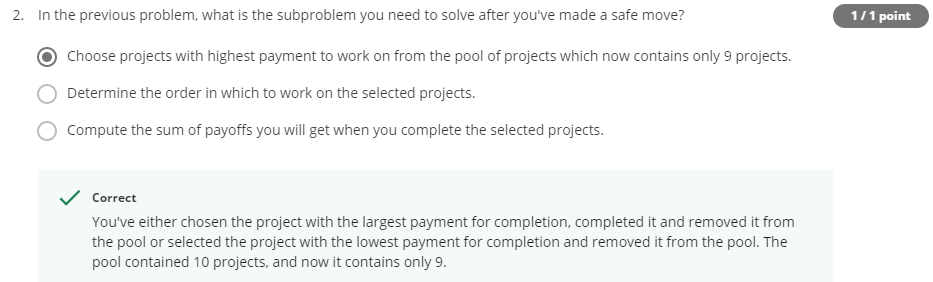 2. In the previous problem, what is the subproblem you need to solve after you've made a safe move?
1 / 1 point
Choose projects with highest payment to work on from the pool of projects which now contains only 9 projects.
Determine the order in which to work on the selected projects.
Compute the sum of payoffs you will get when you complete the selected projects.
Correct
You've either chosen the project with the largest payment for completion, completed it and removed it from
the pool or selected the project with the lowest payment for completion and removed it from the pool. The
pool contained 10 projects, and now it contains only 9.